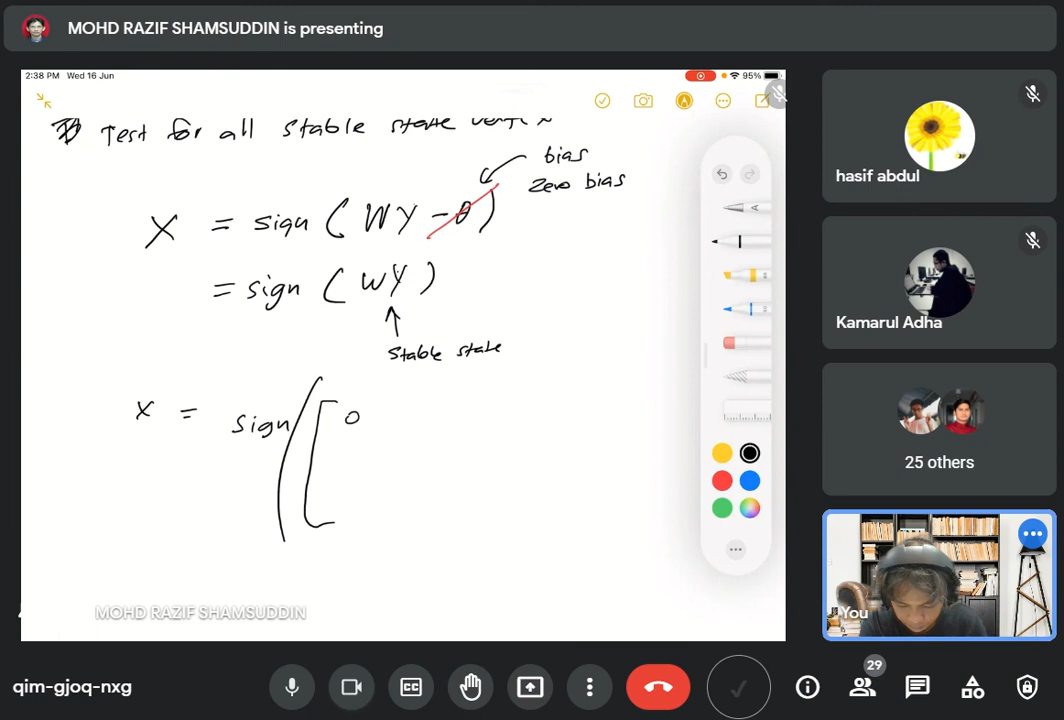 MOHD RAZIF SHAMSUDDIN is presenting
2:38 PM Wed 16 Jun
95%
Test for all stable state
bias
zero bias
X = sign ( WY - θ )
= sign ( WY )
stable state
X = sign ( [ 0
MOHD RAZIF SHAMSUDDIN
hasif abdul
Kamarul Adha
25 others
You
qim-gjoq-nxg
CC
29